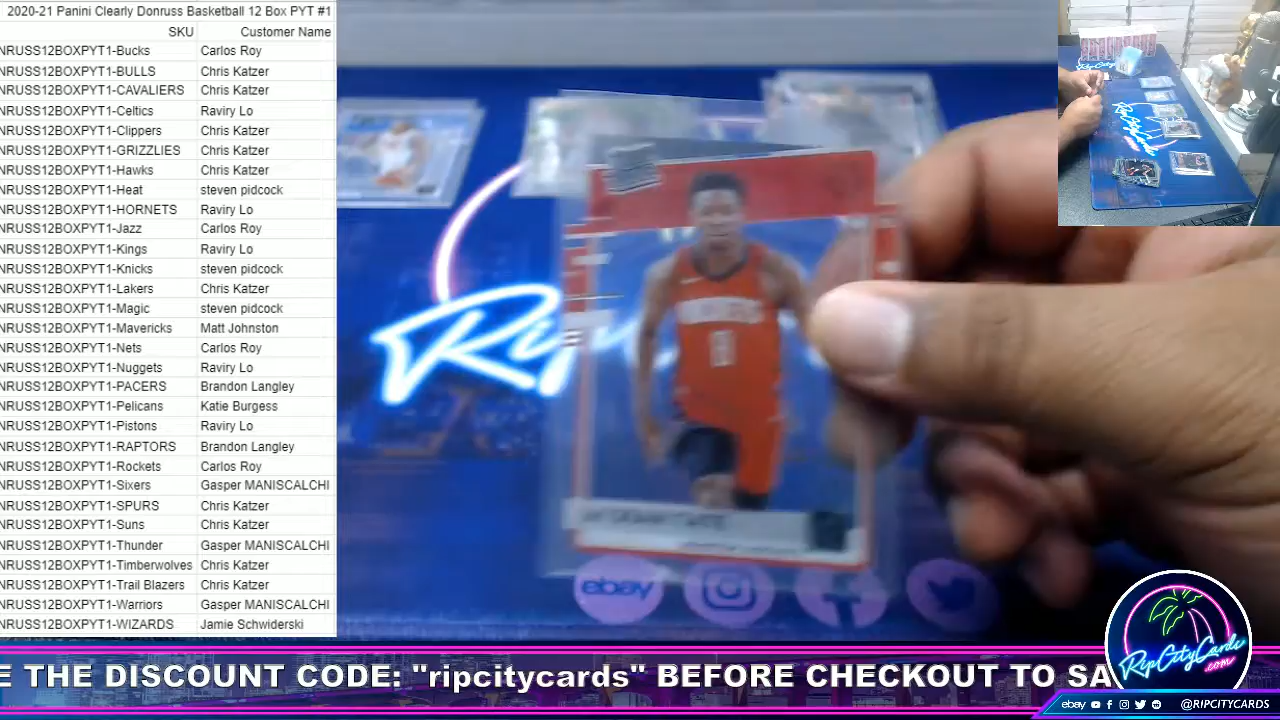 2020-21 Panini Clearly Donruss Basketball 12 Box PYT #1
SKU Customer Name
NRUSS12BOXPYT1-Bucks Carlos Roy
NRUSS12BOXPYT1-BULLS Chris Katzer
NRUSS12BOXPYT1-CAVALIERS Chris Katzer
NRUSS12BOXPYT1-Celtics Raviry Lo
NRUSS12BOXPYT1-Clippers Chris Katzer
NRUSS12BOXPYT1-GRIZZLIES Chris Katzer
NRUSS12BOXPYT1-Hawks Chris Katzer
NRUSS12BOXPYT1-Heat steven pidcock
NRUSS12BOXPYT1-HORNETS Raviry Lo
NRUSS12BOXPYT1-Jazz Carlos Roy
NRUSS12BOXPYT1-Kings Raviry Lo
NRUSS12BOXPYT1-Knicks steven pidcock
NRUSS12BOXPYT1-Lakers Chris Katzer
NRUSS12BOXPYT1-Magic steven pidcock
NRUSS12BOXPYT1-Mavericks Matt Johnston
NRUSS12BOXPYT1-Nets Carlos Roy
NRUSS12BOXPYT1-Nuggets Raviry Lo
NRUSS12BOXPYT1-PACERS Brandon Langley
NRUSS12BOXPYT1-Pelicans Katie Burgess
NRUSS12BOXPYT1-Pistons Raviry Lo
NRUSS12BOXPYT1-RAPTORS Brandon Langley
NRUSS12BOXPYT1-Rockets Carlos Roy
NRUSS12BOXPYT1-Sixers Gasper MANISCALCHI
NRUSS12BOXPYT1-SPURS Chris Katzer
NRUSS12BOXPYT1-Suns Chris Katzer
NRUSS12BOXPYT1-Thunder Gasper MANISCALCHI
NRUSS12BOXPYT1-Timberwolves Chris Katzer
NRUSS12BOXPYT1-Trail Blazers Chris Katzer
NRUSS12BOXPYT1-Warriors Gasper MANISCALCHI
NRUSS12BOXPYT1-WIZARDS Jamie Schwiderski
Rip
ebay
E THE DISCOUNT CODE: "ripcitycards" BEFORE CHECKOUT TO SA
RipCityCards
.com
ebay @RIPCITYCARDS